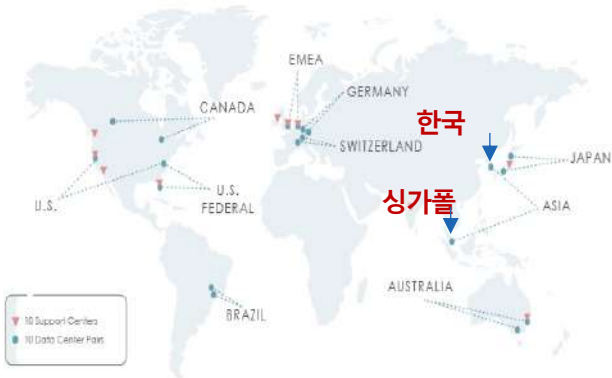 EMEA
GERMANY
CANADA
한국
SWITZERLAND
JAPAN
U.S.
U.S.
FEDERAL
싱가폴
ASIA
AUSTRALIA
BRAZIL
10 Support Centers
10 Data Center Pairs